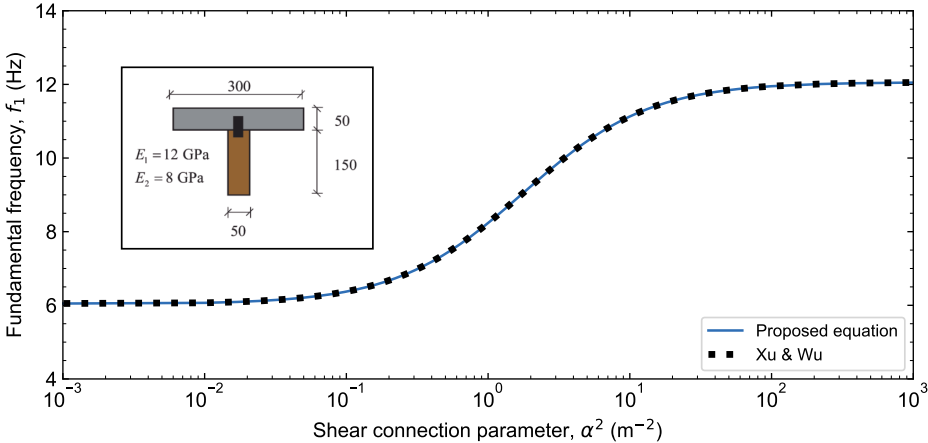 14
12
10
8
6
4
Fundamental frequency, f₁ (Hz)
300
50
150
E₁ = 12 GPa
E₂ = 8 GPa
50
Proposed equation
Xu & Wu
10⁻³ 10⁻² 10⁻¹ 10⁰ 10¹ 10² 10³
Shear connection parameter, α² (m⁻²)